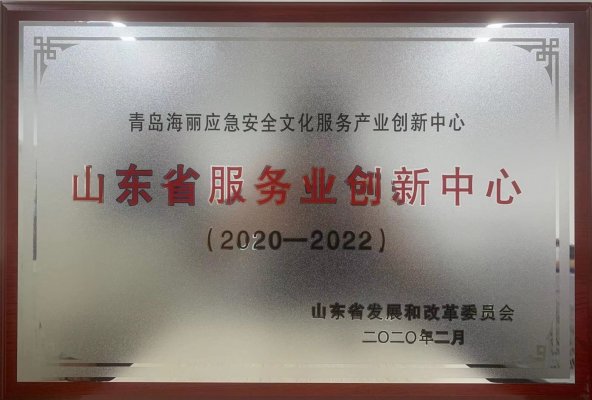 青岛海丽应急安全文化服务产业创新中心
山东省服务业创新中心
（2020—2022）
山东省发展和改革委员会
二〇二〇年二月